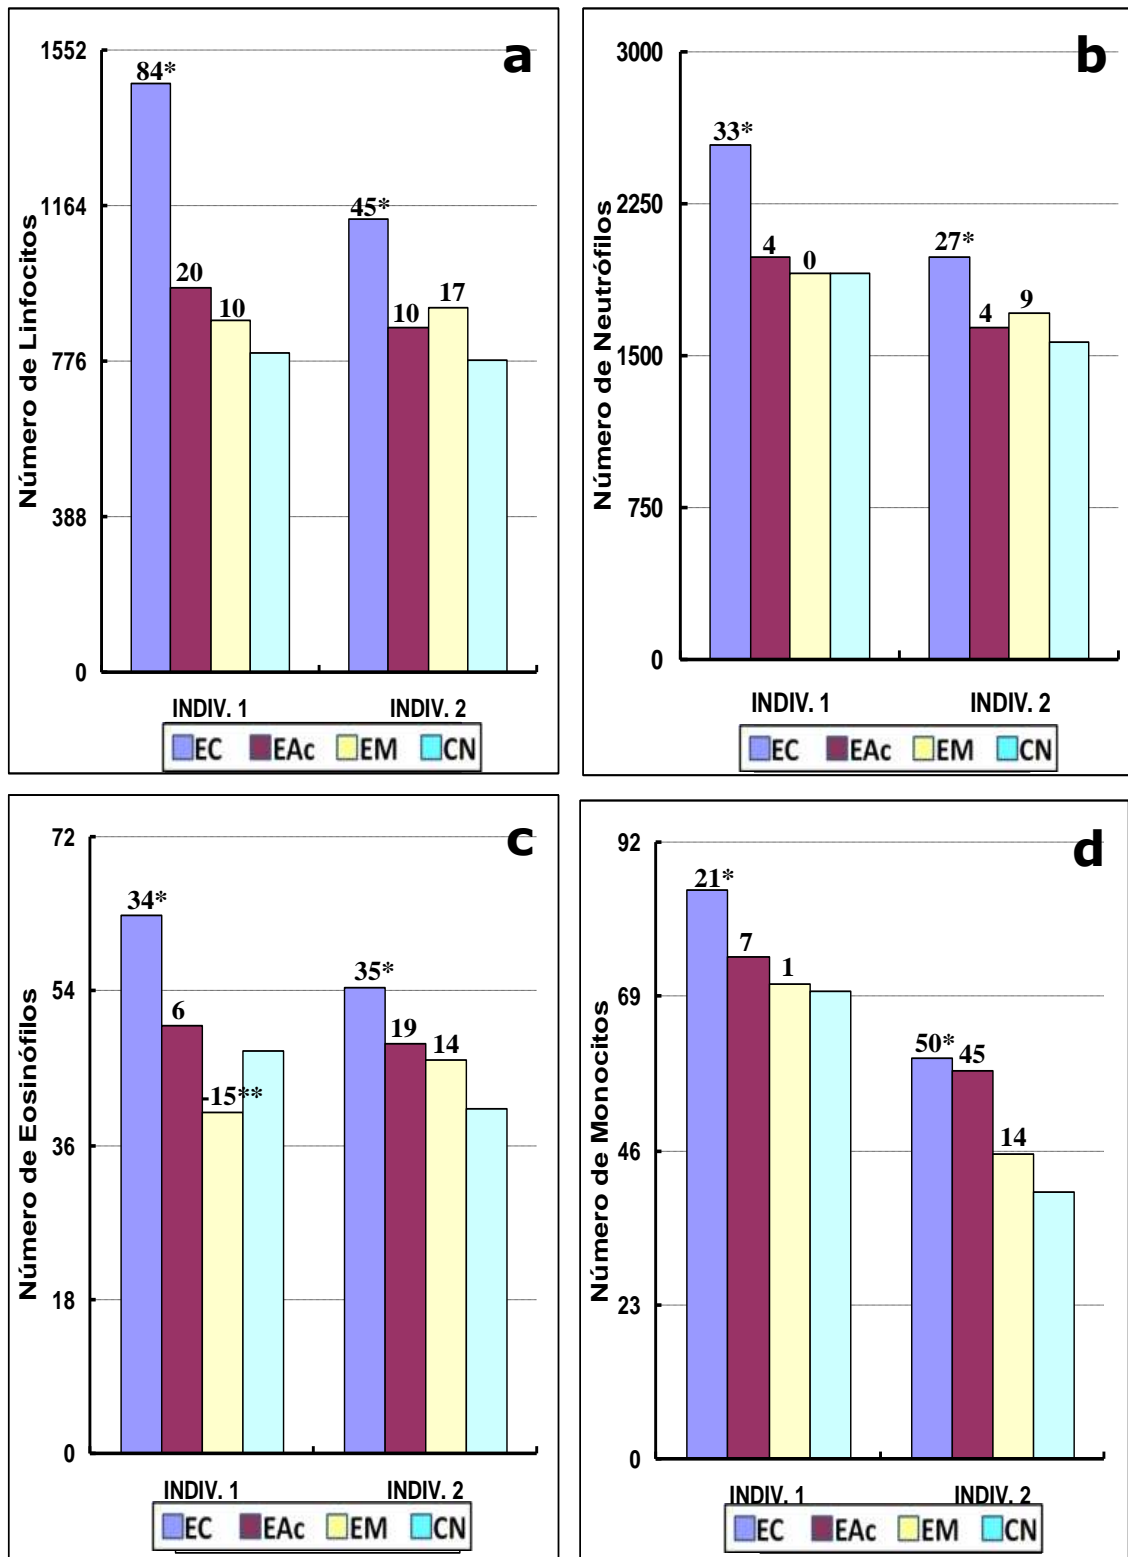 a
Número de Linfocitos
1552
1164
776
388
0
84*
20
10
45*
10
17
INDIV. 1 INDIV. 2
EC EAc EM CN
b
Número de Neutrófilos
3000
2250
1500
750
0
33*
4
0
27*
4
9
INDIV. 1 INDIV. 2
EC EAc EM CN
c
Número de Eosinófilos
72
54
36
18
0
34*
6
-15**
35*
19
14
INDIV. 1 INDIV. 2
EC EAc EM CN
d
Número de Monocitos
92
69
46
23
0
21*
7
1
50*
45
14
INDIV. 1 INDIV. 2
EC EAc EM CN